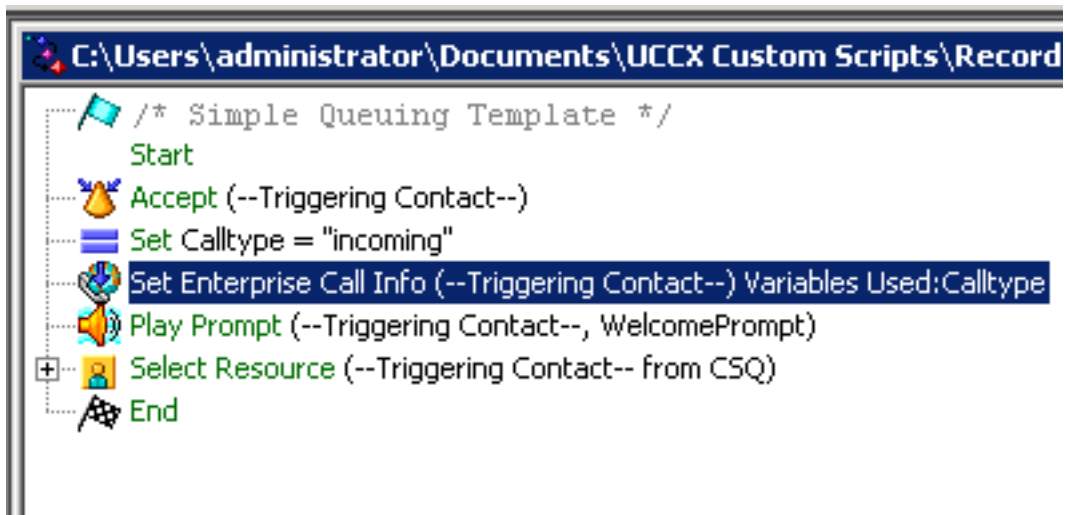 C:\Users\administrator\Documents\UCCX Custom Scripts\Record
/* Simple Queuing Template */
Start
Accept (--Triggering Contact--)
Set Calltype = "incoming"
Set Enterprise Call Info (--Triggering Contact--) Variables Used:Calltype
Play Prompt (--Triggering Contact--, WelcomePrompt)
Select Resource (--Triggering Contact-- from CSQ)
End